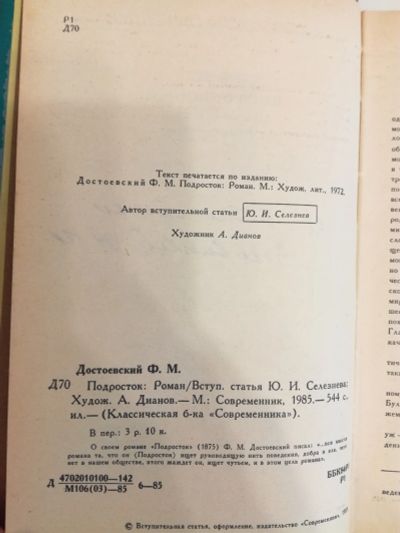 Р1
Д70
Текст печатается по изданию:
Достоевский Ф. М. Подросток: Роман. М.: Худож. лит., 1972.
Автор вступительной статьи Ю. И. Селезнев
Художник А. Дианов
Достоевский Ф. М.
Д70 Подросток: Роман/Вступ. статья Ю. И. Селезнева;
Худож. А. Дианов.— М.: Современник, 1985.—544 с.,
ил.— (Классическая б-ка «Современника»).
В пер.: 3 р. 10 к.
О своем романе «Подросток» (1875) Ф. М. Достоевский писал:
романа та, что он (Подросток) ищет руководящую нить поведения, добра и зла, чего
нет в нашем обществе, этого жаждет он, ищет чутьем, и в этом цель романа».
Д 4702010100—142
М106(03)—85 6—85
Р1
© Вступительная статья, оформление, издательство «Современник»,